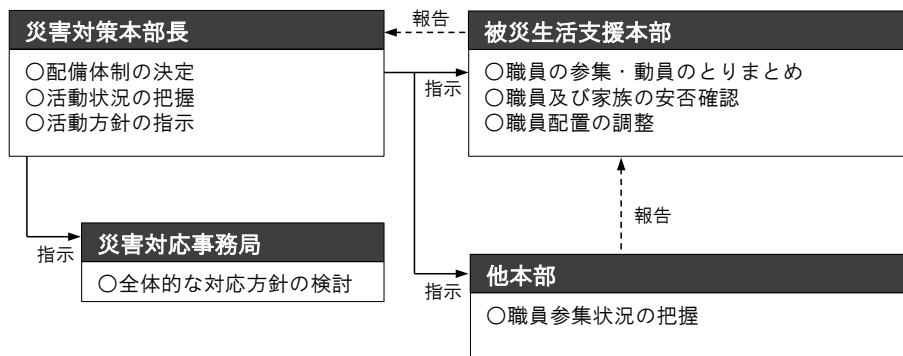 災害対策本部長
○配備体制の決定
○活動状況の把握
○活動方針の指示
報告
指示
被災生活支援本部
○職員の参集・動員のとりまとめ
○職員及び家族の安否確認
○職員配置の調整
報告
指示
災害対応事務局
○全体的な対応方針の検討
指示
他本部
○職員参集状況の把握